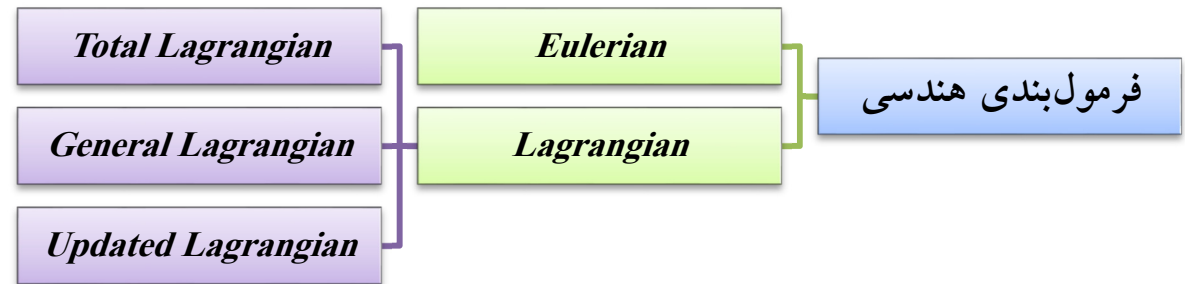 فرمول‌بندی هندسی
Eulerian
Lagrangian
Total Lagrangian
General Lagrangian
Updated Lagrangian